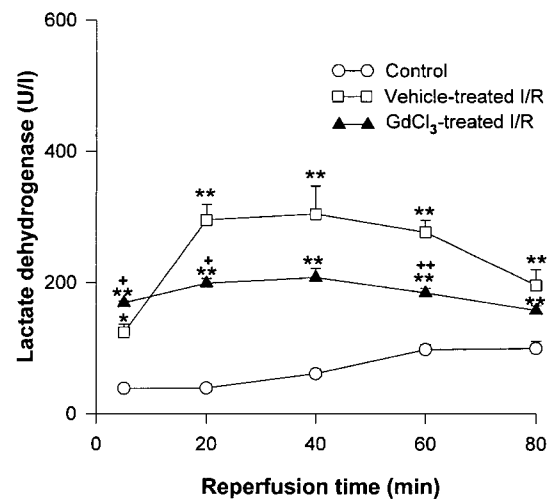 600
400
200
0
Lactate dehydrogenase (U/l)
Control
Vehicle-treated I/R
GdCl3-treated I/R
** ** ** **
+ + ++ **
** ** ** ** **
*
0 20 40 60 80
Reperfusion time (min)